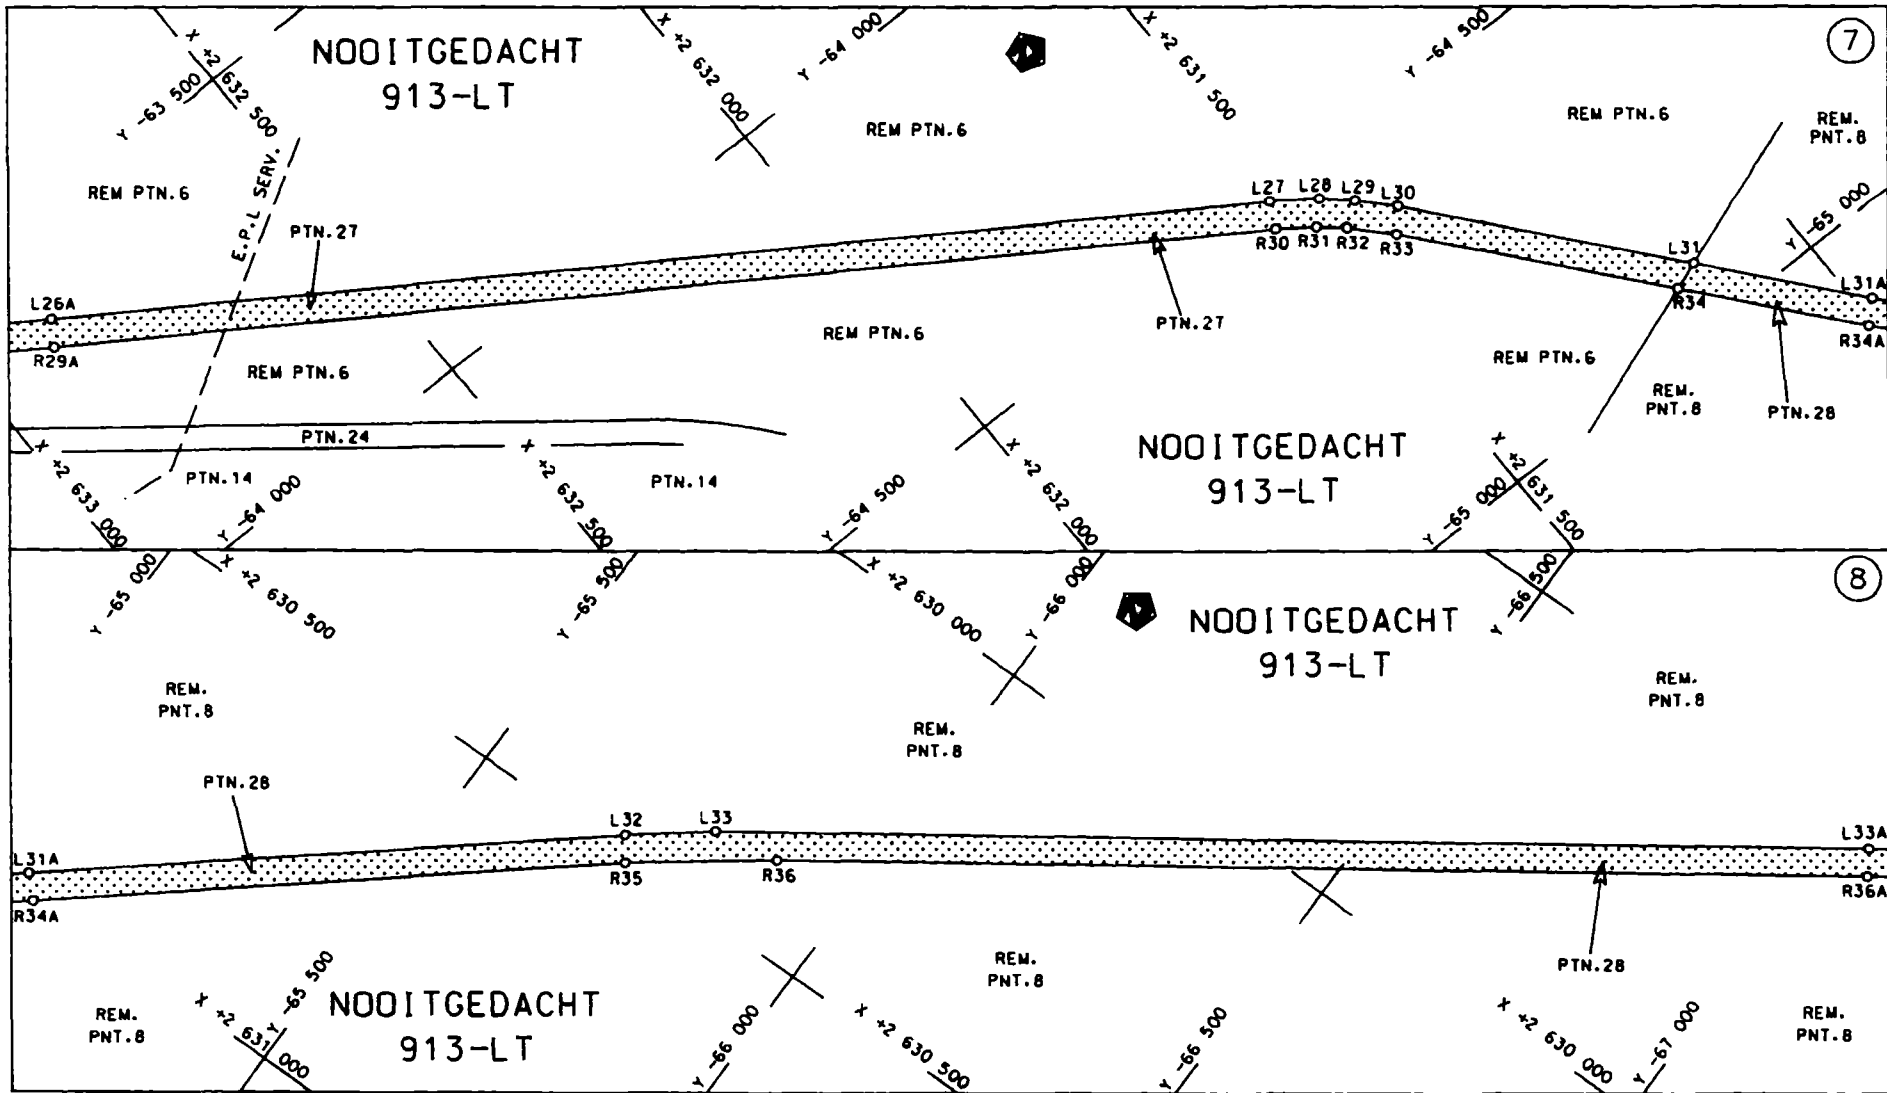 X +2 632 500
Y -63 500
NOOITGEDACHT
913-LT
X +2 632 000
Y -64 000
X +2 631 500
Y -64 500
7
REM PTN.6
REM PTN.6
REM.
PNT.8
REM PTN.6
E.P.L SERV.
PTN.27
L27
L28
L29
L30
Y -65 000
R30
R31
R32
R33
L31
L31A
L26A
R34
R29A
REM PTN.6
PTN.27
R34A
REM PTN.6
REM PTN.6
REM.
PNT.8
PTN.28
PTN.24
PTN.14
PTN.14
X +2 633 000
Y -64 000
X +2 632 500
Y -64 500
X +2 632 000
NOOITGEDACHT
913-LT
Y -65 000
X +2 631 500
8
Y -65 000
X +2 630 500
Y -65 500
X +2 630 000
Y -66 000
NOOITGEDACHT
913-LT
Y -66 500
REM.
PNT.8
REM.
PNT.8
REM.
PNT.8
PTN.28
L32
L33
L33A
L31A
R34A
R35
R36
R36A
PTN.28
REM.
PNT.8
REM.
PNT.8
X +2 631 000
Y -65 500
NOOITGEDACHT
913-LT
Y -66 000
X +2 630 500
Y -66 500
X +2 630 000
Y -67 000
REM.
PNT.8